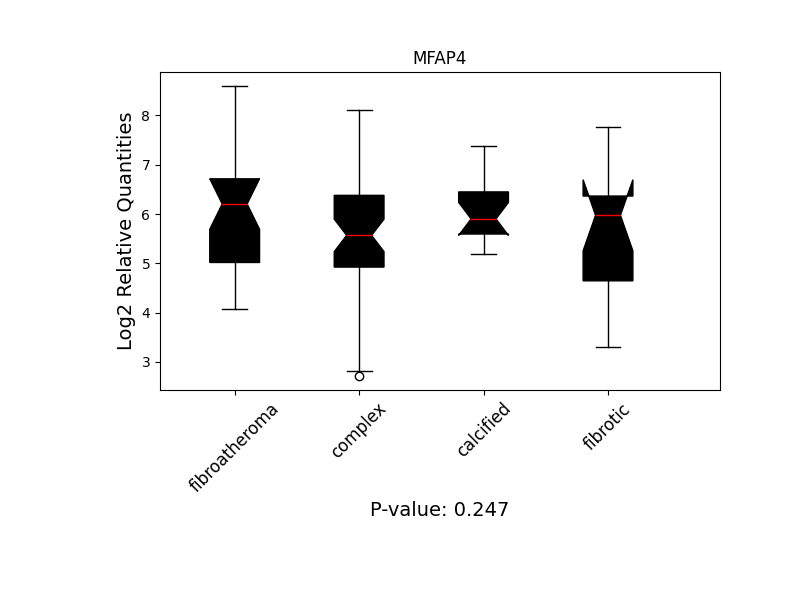 MFAP4
Log2 Relative Quantities
8
7
6
5
4
3
fibroatheroma
complex
calcified
fibrotic
P-value: 0.247